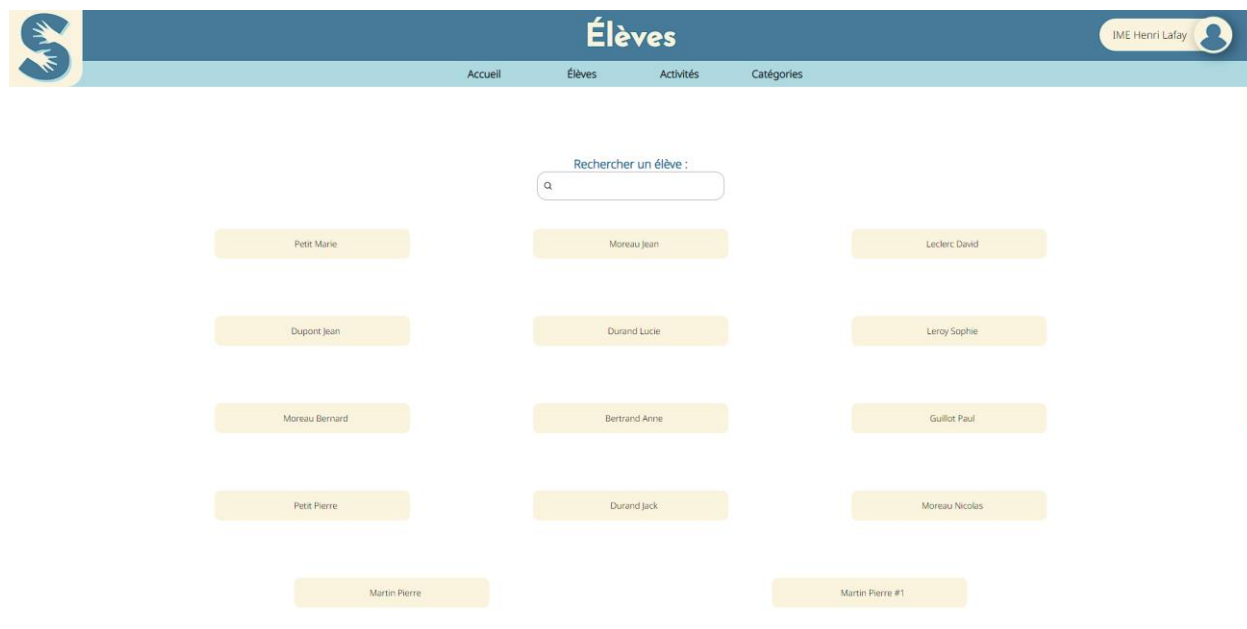 Élèves
IME Henri Lafay
Accueil Élèves Activités Catégories
Rechercher un élève :
Petit Marie Moreau Jean Leclerc David
Dupont Jean Durand Lucie Leroy Sophie
Moreau Bernard Bertrand Anne Guillot Paul
Petit Pierre Durand Jack Moreau Nicolas
Martin Pierre Martin Pierre #1